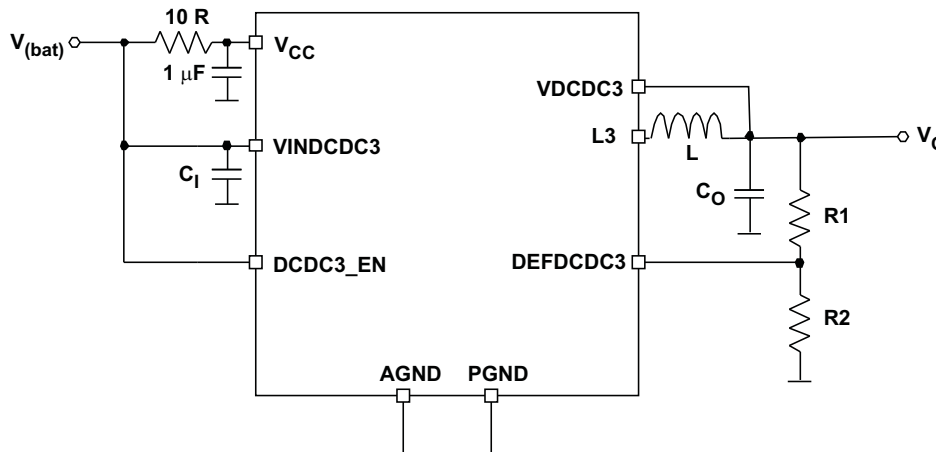 10 R
V(bat)
VCC
1 μF
VDCDC3
L3
L
VINDCDC3
CI
CO
R1
DCDC3_EN
DEFDCDC3
R2
AGND PGND